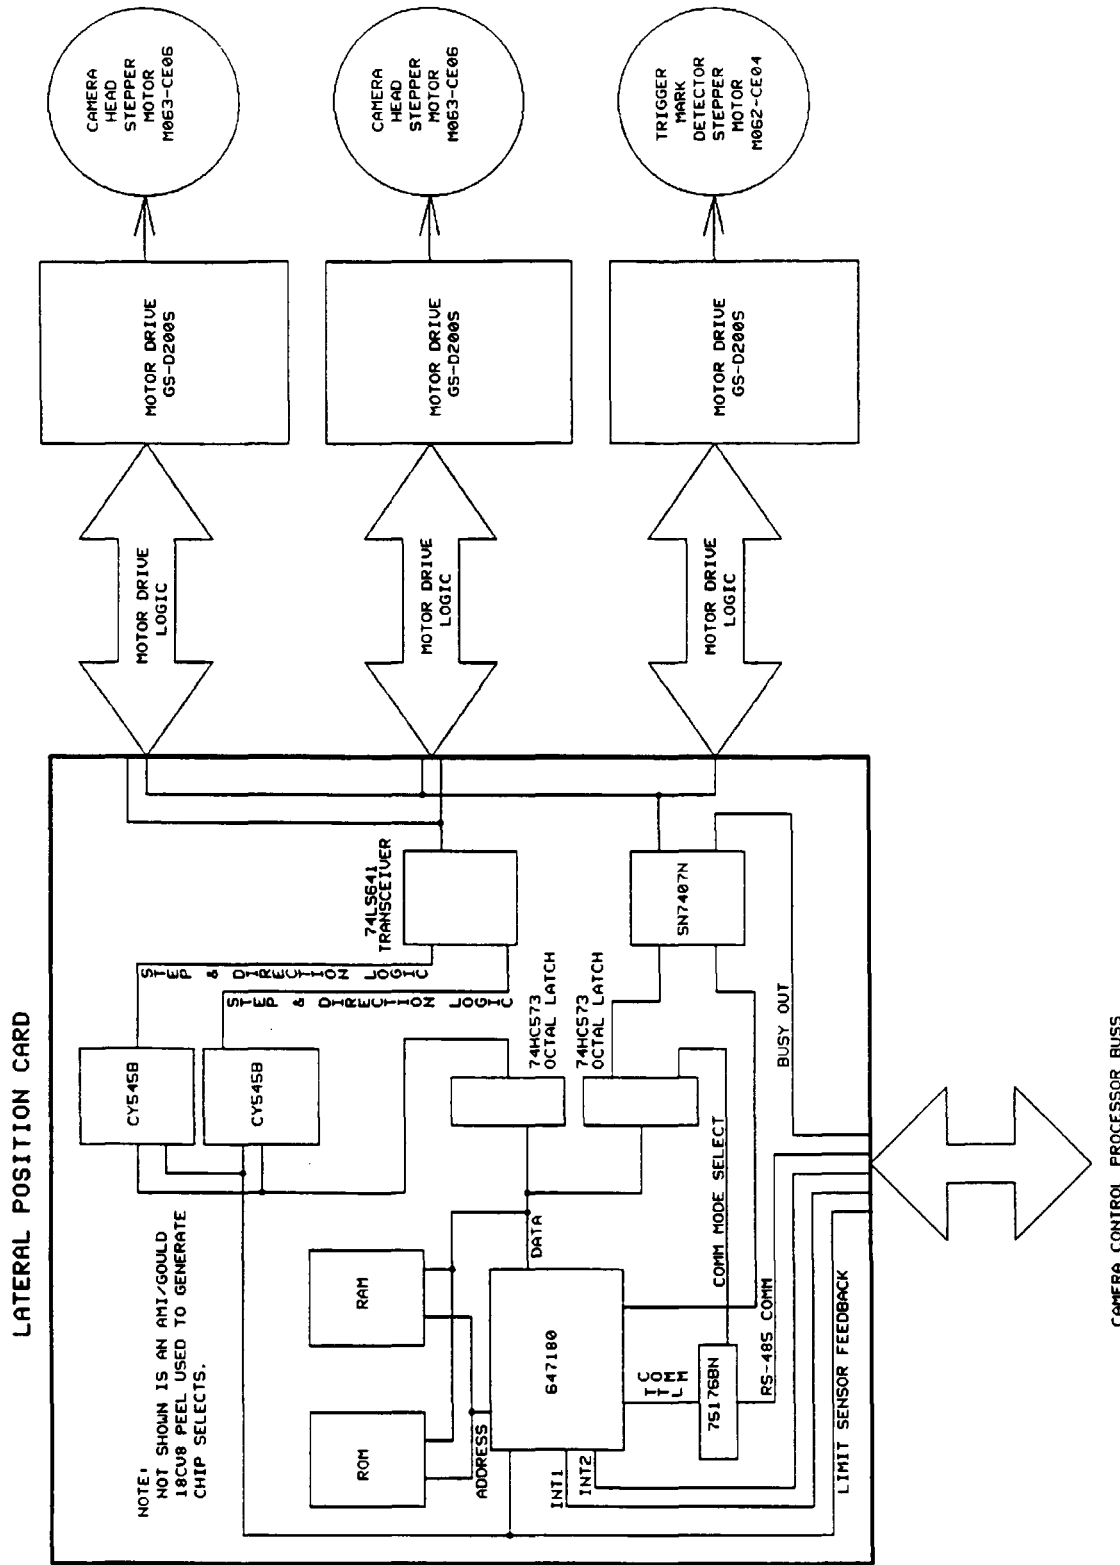 LATERAL POSITION CARD
NOTE:
NOT SHOWN IS AN AMI/GOULD
18CV8 PEEL USED TO GENERATE
CHIP SELECTS.
ROM
RAM
ADDRESS
647180
DATA
INT1
INT2
TTL
COMM
75176BN
COMM MODE SELECT
RS-485 COMM
LIMIT SENSOR FEEDBACK
BUSY OUT
CY545B
CY545B
STEP & DIRECTION LOGIC
STEP & DIRECTION LOGIC
74HC573
OCTAL LATCH
74HC573
OCTAL LATCH
74LS641
TRANSCEIVER
SN7407N
MOTOR DRIVE
LOGIC
MOTOR DRIVE
LOGIC
MOTOR DRIVE
LOGIC
MOTOR DRIVE
GS-D200S
MOTOR DRIVE
GS-D200S
MOTOR DRIVE
GS-D200S
CAMERA
HEAD
STEPPER
MOTOR
M063-CE06
CAMERA
HEAD
STEPPER
MOTOR
M063-CE06
TRIGGER
MARK
DETECTOR
STEPPER
MOTOR
M062-CE04
CAMERA CONTROL PROCESSOR BUSS